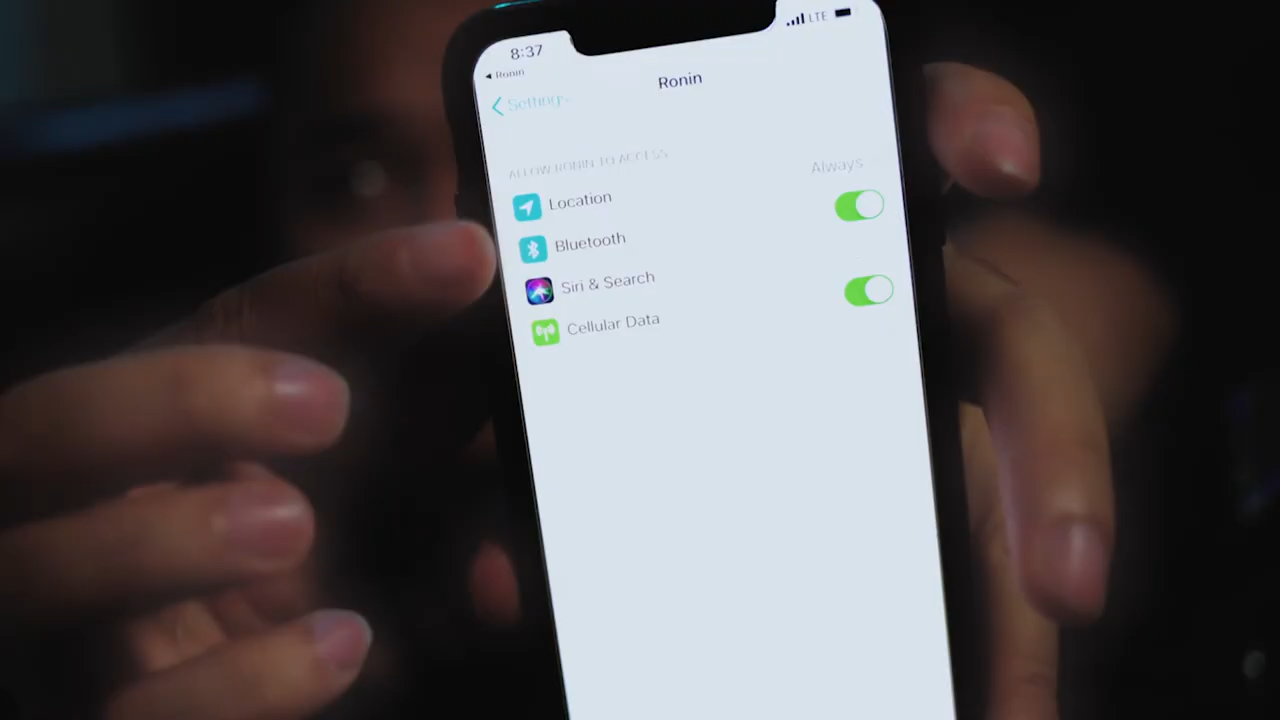 8:37
LTE
◀ Ronin
Settings
Ronin
ALLOW RONIN TO ACCESS
Location
Always
Bluetooth
Siri & Search
Cellular Data